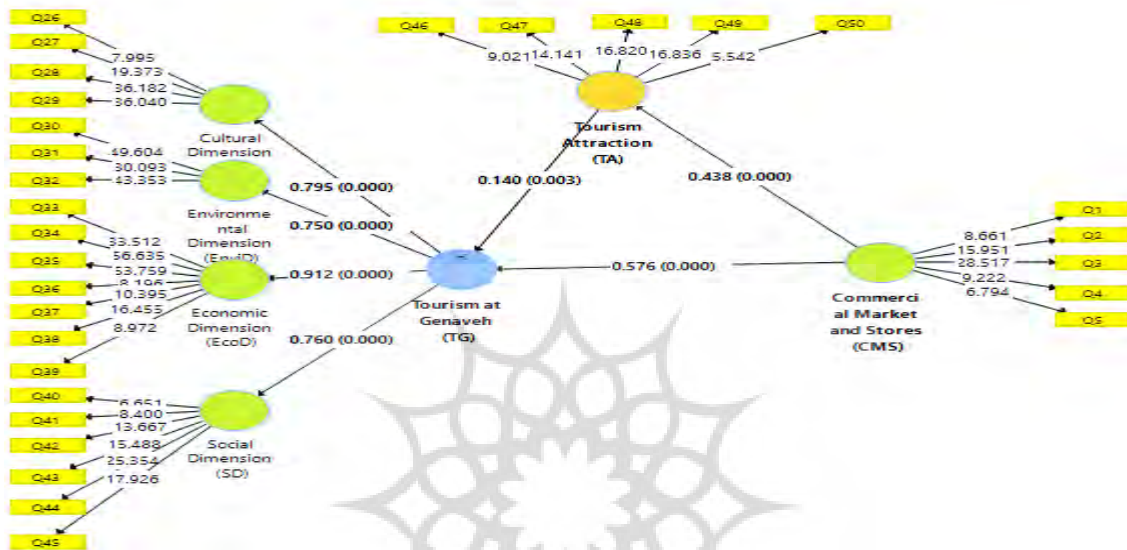 Q26
Q27
Q28
Q29
Q30
Q31
Q32
Q33
Q34
Q35
Q36
Q37
Q38
Q39
Q40
Q41
Q42
Q43
Q44
Q45
7.995
19.373
36.182
36.040
49.604
30.093
43.353
33.512
56.635
53.759
8.196
10.395
16.455
8.972
6.651
8.400
13.667
15.488
25.354
17.926
Cultural
Dimension
Environme
ntal
Dimension
(EnviD)
Economic
Dimension
(EcoD)
Social
Dimension
(SD)
0.795 (0.000)
0.750 (0.000)
0.912 (0.000)
0.760 (0.000)
Tourism at
Genaveh
(TG)
Q46
Q47
Q48
Q49
Q50
9.021
14.141
16.820
16.836
5.542
Tourism
Attraction
(TA)
0.140 (0.003)
0.438 (0.000)
0.576 (0.000)
Commerci
al Market
and Stores
(CMS)
8.661
15.951
28.517
9.222
6.794
Q1
Q2
Q3
Q4
Q5